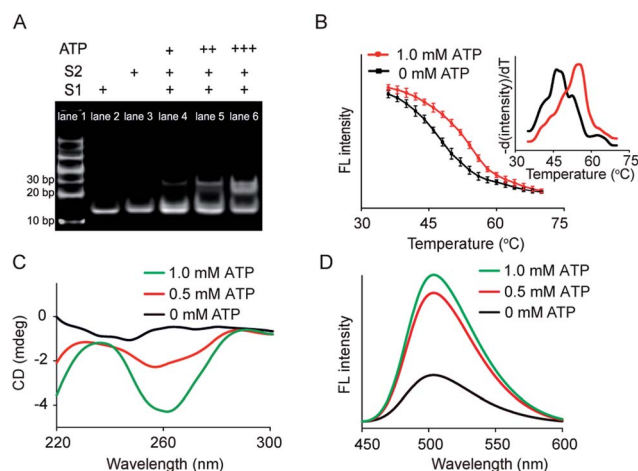 A
ATP + ++ +++
S2 + + + +
S1 + + + +
lane 1 lane 2 lane 3 lane 4 lane 5 lane 6
30 bp
20 bp
10 bp
B
1.0 mM ATP
0 mM ATP
FL intensity
30 45 60 75
Temperature (°C)
-d(intensity)/dT
35 55 75
Temperature (°C)
C
1.0 mM ATP
0.5 mM ATP
0 mM ATP
CD (mdeg)
0
-2
-4
220 260 300
Wavelength (nm)
D
1.0 mM ATP
0.5 mM ATP
0 mM ATP
FL intensity
450 500 550 600
Wavelength (nm)